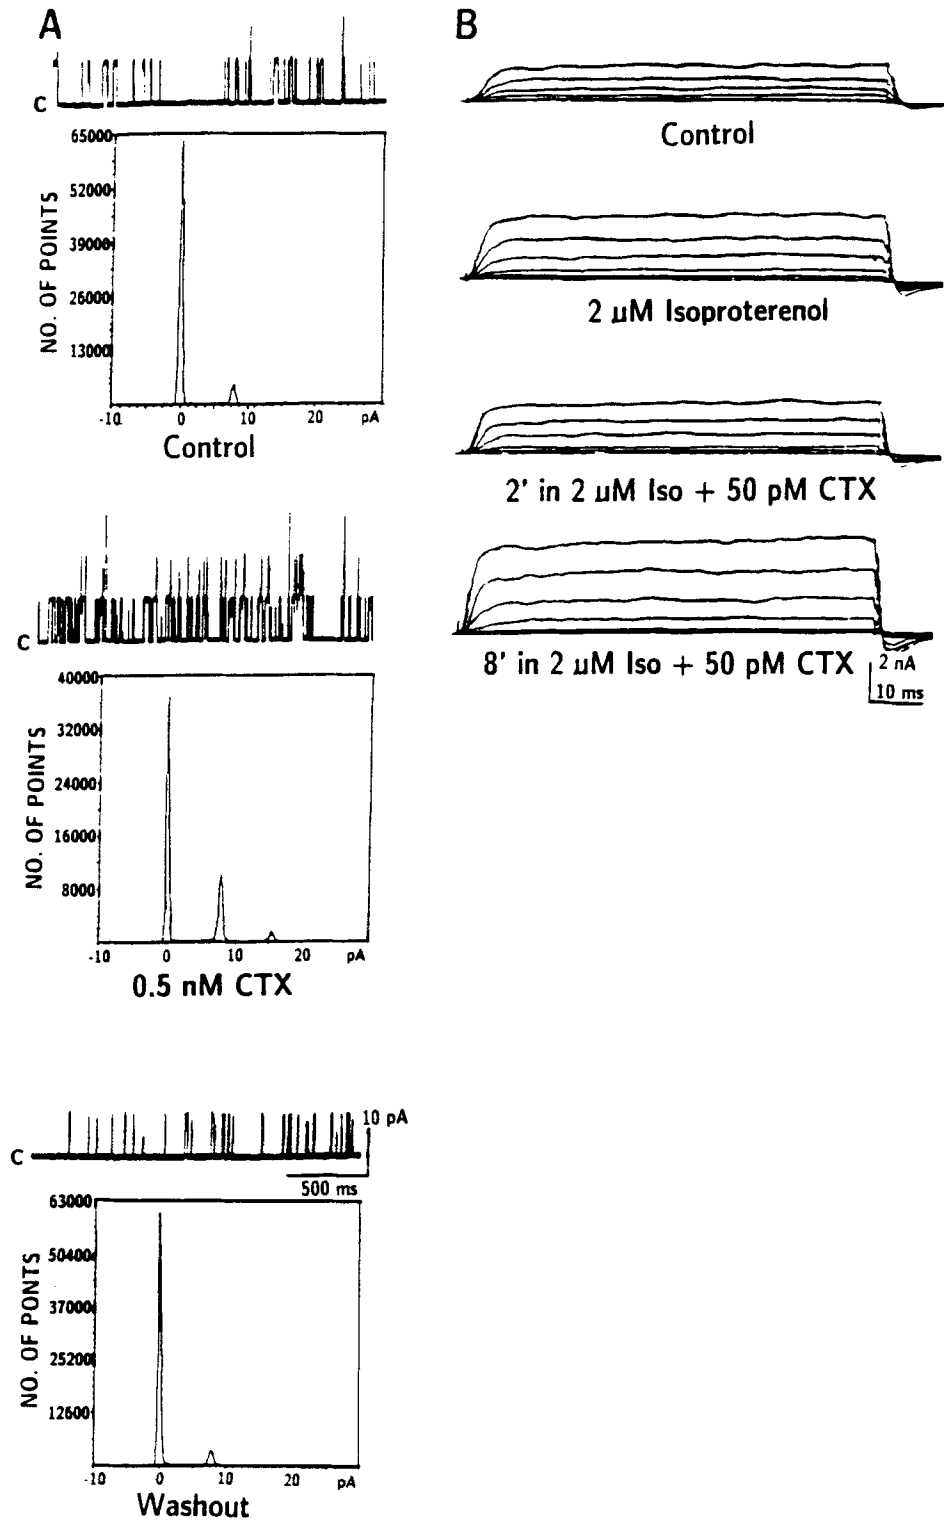 A
C
65000
52000
39000
26000
13000
NO. OF POINTS
-10 0 10 20 pA
Control
C
40000
32000
24000
16000
8000
NO. OF POINTS
-10 0 10 20 pA
0.5 nM CTX
10 pA
C
500 ms
63000
50400
37000
25200
12600
NO. OF PONTS
-10 0 10 20 pA
Washout
B
Control
2 µM Isoproterenol
2' in 2 µM Iso + 50 pM CTX
8' in 2 µM Iso + 50 pM CTX
2 nA
10 ms